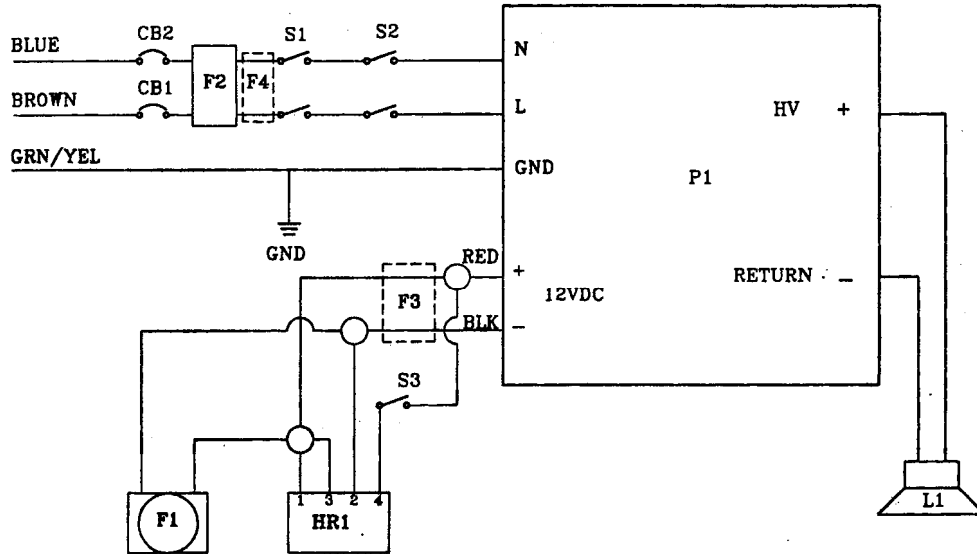 BLUE CB2 S1 S2 N
F2 F4
BROWN CB1 L HV +
GRN/YEL GND P1
GND
RED + RETURN −
12VDC
F3
BLK −
S3
1 3 2 4
F1 HR1 L1